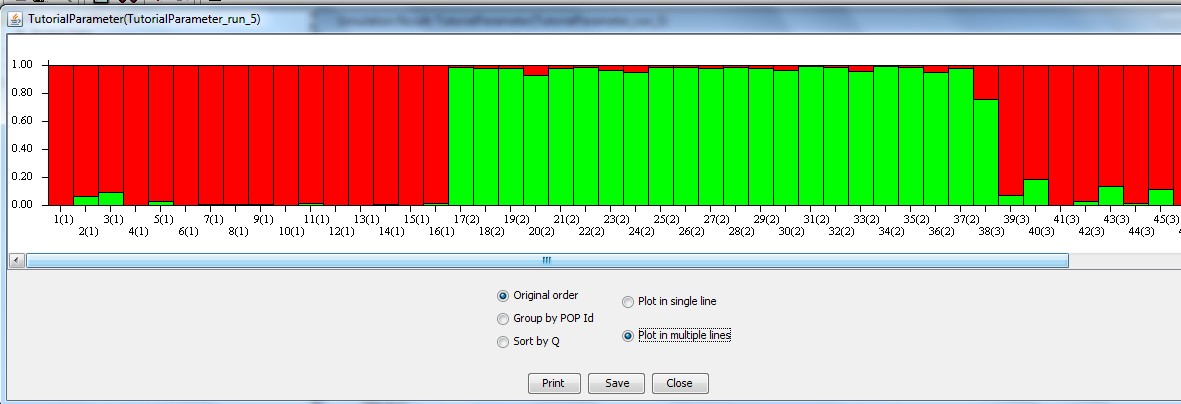 TutorialParameter(TutorialParameter_run_5)
1.00
0.80
0.60
0.40
0.20
0.00
1(1) 3(1) 5(1) 7(1) 9(1) 11(1) 13(1) 15(1) 17(2) 19(2) 21(2) 23(2) 25(2) 27(2) 29(2) 31(2) 33(2) 35(2) 37(2) 39(3) 41(3) 43(3) 45(3)
2(1) 4(1) 6(1) 8(1) 10(1) 12(1) 14(1) 16(1) 18(2) 20(2) 22(2) 24(2) 26(2) 28(2) 30(2) 32(2) 34(2) 36(2) 38(3) 40(3) 42(3) 44(3)
Original order
Plot in single line
Group by POP Id
Plot in multiple lines
Sort by Q
Print Save Close